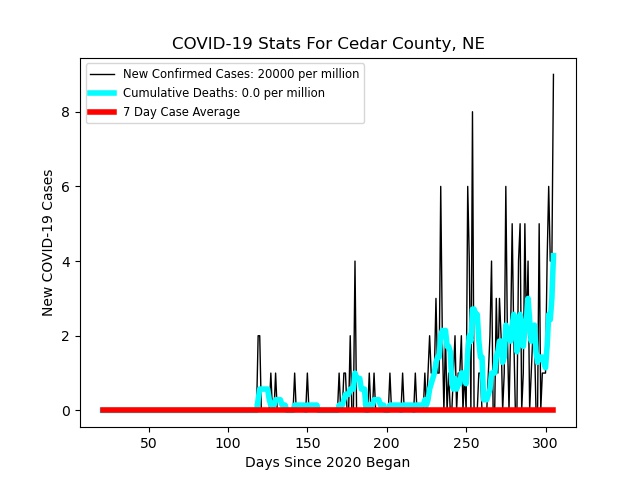 COVID-19 Stats For Cedar County, NE
New Confirmed Cases: 20000 per million
Cumulative Deaths: 0.0 per million
7 Day Case Average
New COVID-19 Cases
8
6
4
2
0
50 100 150 200 250 300
Days Since 2020 Began